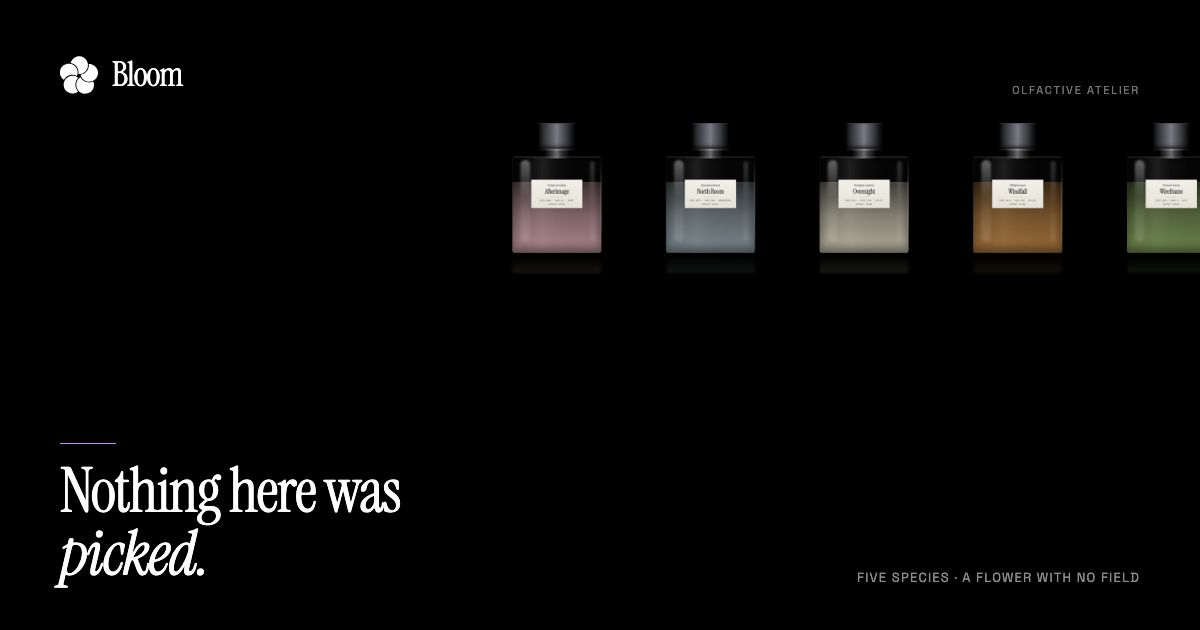 Bloom
OLFACTIVE ATELIER
Afterimage
North Room
Overnight
Windfall
Wireframe
Nothing here was
picked.
FIVE SPECIES · A FLOWER WITH NO FIELD